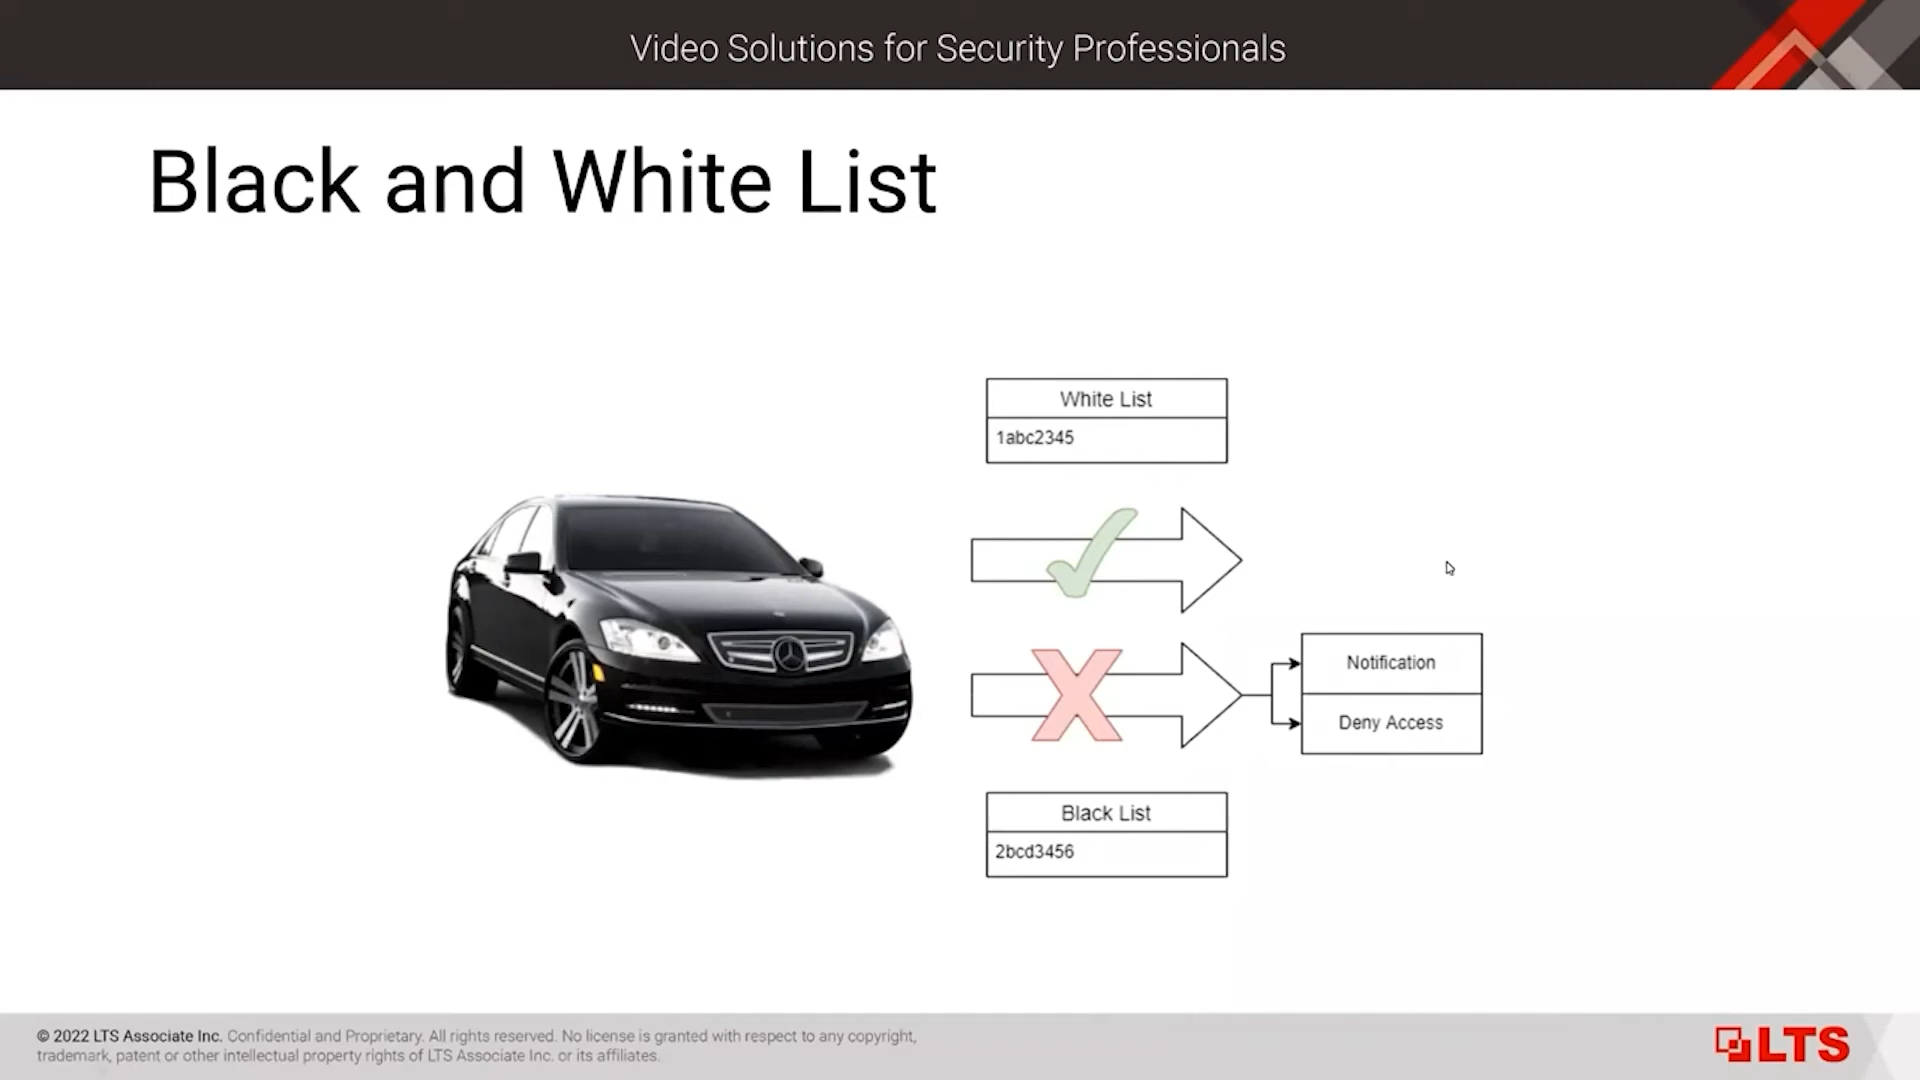 Video Solutions for Security Professionals
Black and White List
White List
1abc2345
X
Notification
Deny Access
Black List
2bcd3456
© 2022 LTS Associate Inc. Confidential and Proprietary. All rights reserved. No license is granted with respect to any copyright,
trademark, patent or other intellectual property rights of LTS Associate Inc. or its affiliates.
LTS